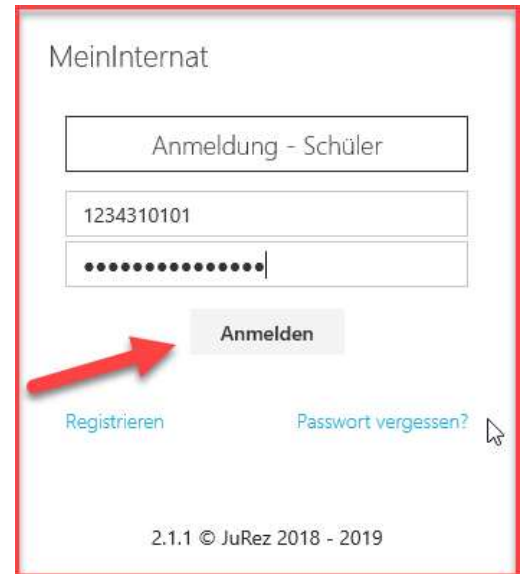 MeinInternat
Anmeldung - Schüler
1234310101
●●●●●●●●●●●●●●●
Anmelden
Registrieren Passwort vergessen?
2.1.1 © JuRez 2018 - 2019